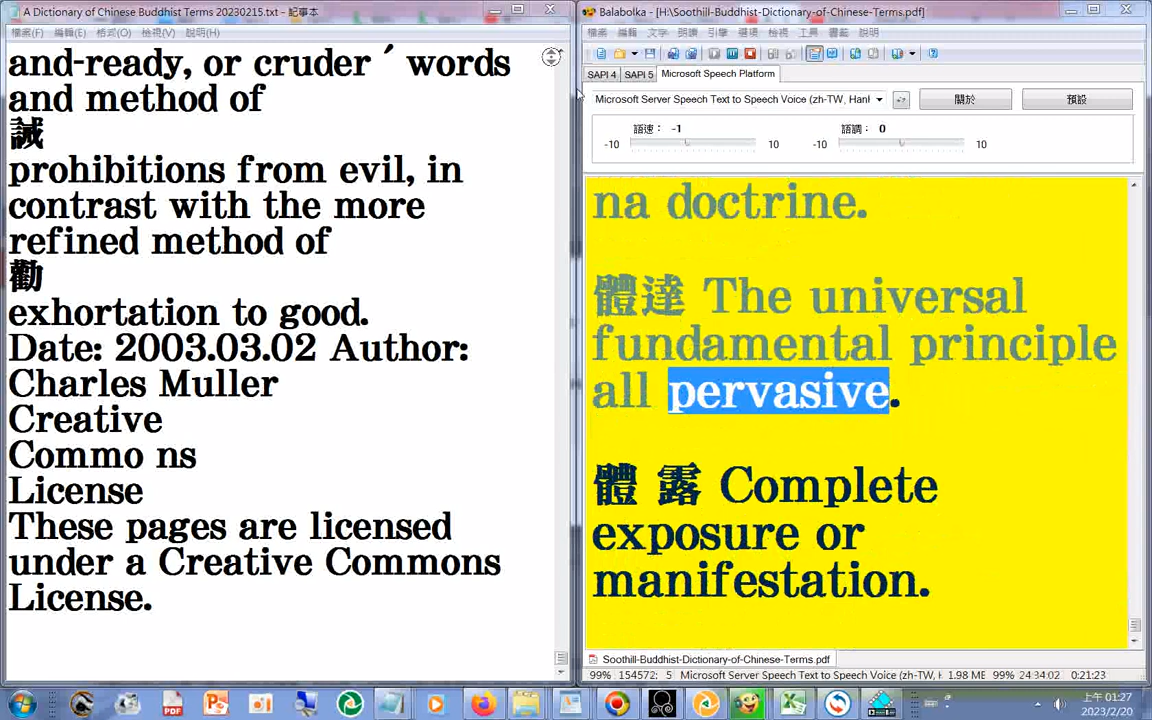 A Dictionary of Chinese Buddhist Terms 20230215.txt - 記事本
檔案(F) 編輯(E) 格式(O) 檢視(V) 說明(H)
and-ready, or cruder ´ words
and method of
誡
prohibitions from evil, in
contrast with the more
refined method of
勸
exhortation to good.
Date: 2003.03.02 Author:
Charles Muller
Creative
Commo ns
License
These pages are licensed
under a Creative Commons
License.
Balabolka - [H:\Soothill-Buddhist-Dictionary-of-Chinese-Terms.pdf]
檔案 編輯 文字 朗讀 引擎 選項 檢視 工具 書籤 說明
SAPI 4 SAPI 5 Microsoft Speech Platform
Microsoft Server Speech Text to Speech Voice (zh-TW, Hanl
關於 預設
語速： -1 語調： 0
-10 10 -10 10
na doctrine.
體達 The universal
fundamental principle
all pervasive.
體 露 Complete
exposure or
manifestation.
Soothill-Buddhist-Dictionary-of-Chinese-Terms.pdf
99% 154572: 5 Microsoft Server Speech Text to Speech Voice (zh-TW, H 1.98 ME 99% 24:34:02 0:21:23
上午 01:27
2023/2/20